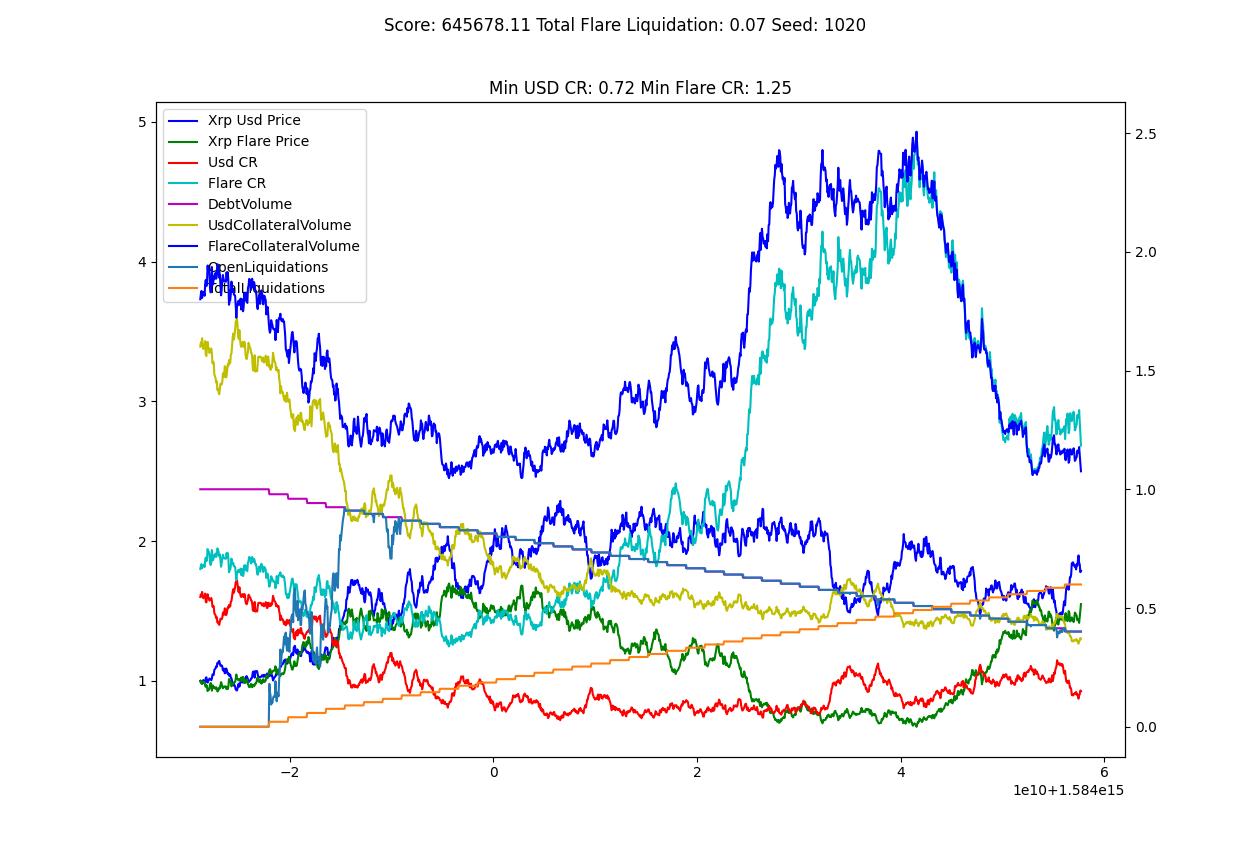 Score: 645678.11 Total Flare Liquidation: 0.07 Seed: 1020
Min USD CR: 0.72 Min Flare CR: 1.25
Xrp Usd Price
Xrp Flare Price
Usd CR
Flare CR
DebtVolume
UsdCollateralVolume
FlareCollateralVolume
OpenLiquidations
TotalLiquidations
5
4
3
2
1
2.5
2.0
1.5
1.0
0.5
0.0
−2 0 2 4 6
1e10+1.584e15